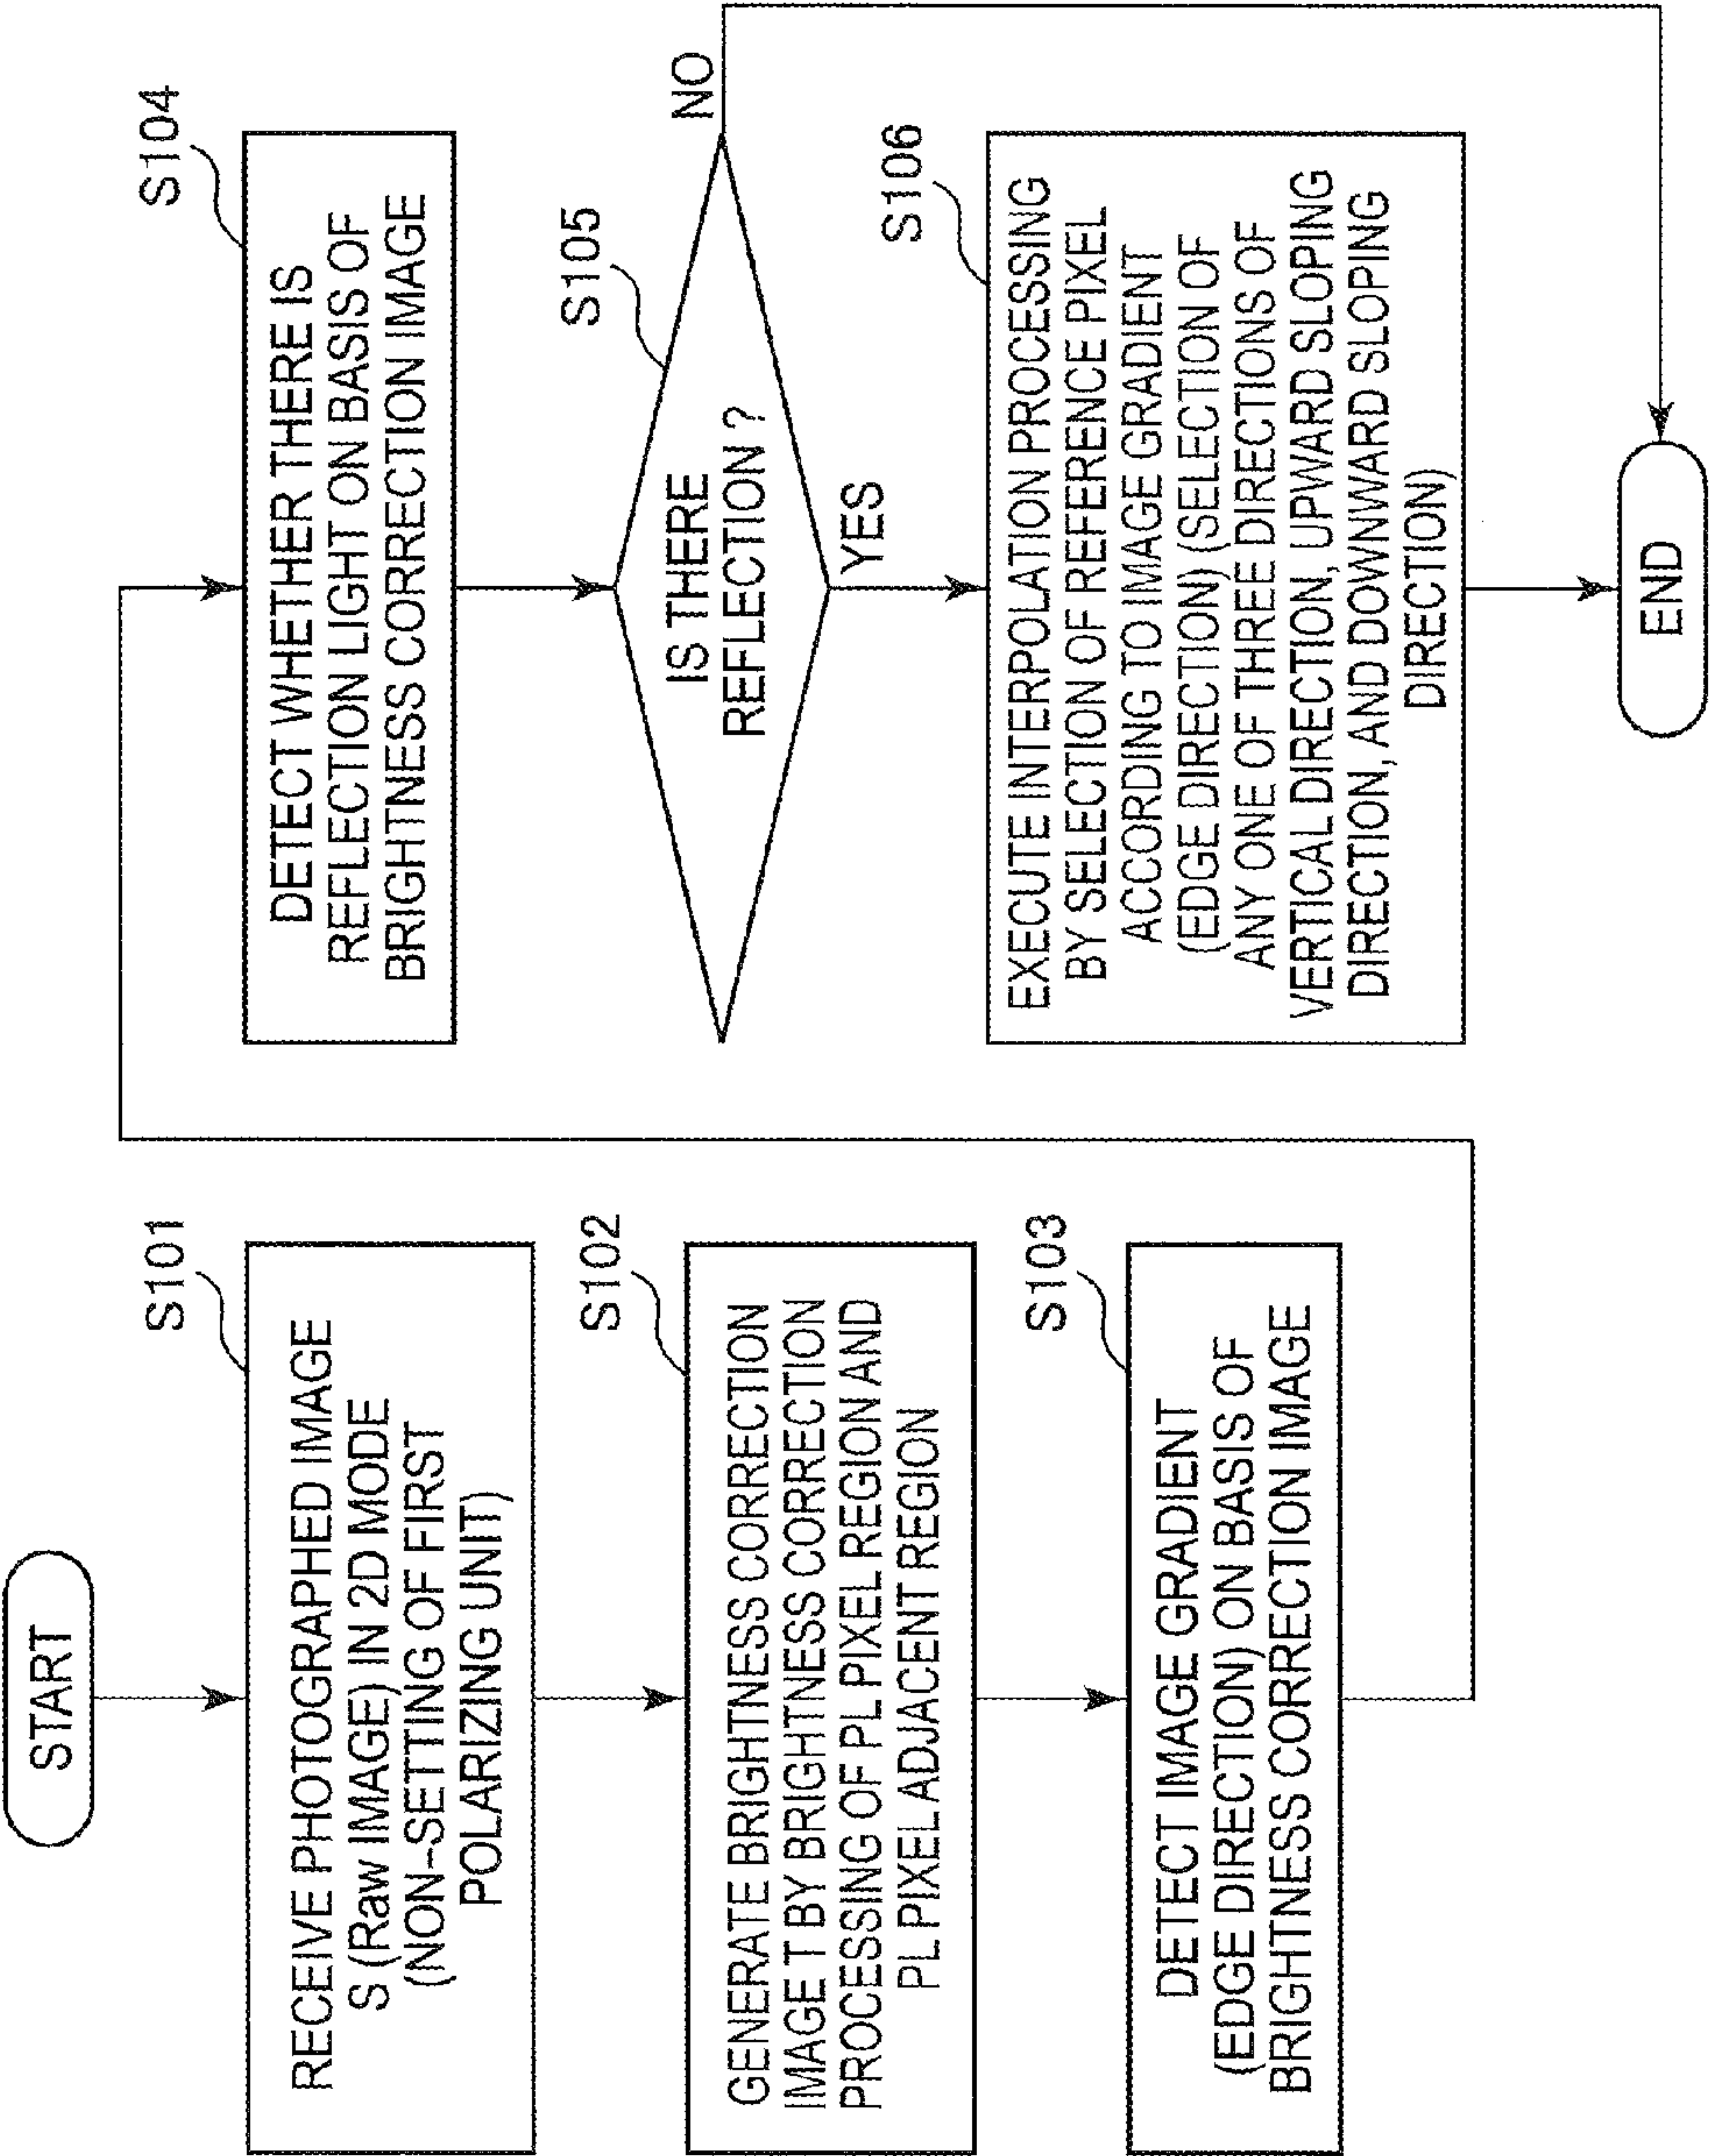 START
S101
RECEIVE PHOTOGRAPHED IMAGE
S (Raw IMAGE) IN 2D MODE
(NON-SETTING OF FIRST
POLARIZING UNIT)
S102
GENERATE BRIGHTNESS CORRECTION
IMAGE T BY BRIGHTNESS CORRECTION
PROCESSING OF PL PIXEL REGION AND
PL PIXEL ADJACENT REGION
S103
DETECT IMAGE GRADIENT
(EDGE DIRECTION) ON BASIS OF
BRIGHTNESS CORRECTION IMAGE
S104
DETECT WHETHER THERE IS
REFLECTION LIGHT ON BASIS OF
BRIGHTNESS CORRECTION IMAGE
S105
IS THERE
REFLECTION ?
NO
YES
S106
EXECUTE INTERPOLATION PROCESSING
BY SELECTION OF REFERENCE PIXEL
ACCORDING TO IMAGE GRADIENT
(EDGE DIRECTION) (SELECTION OF
ANY ONE OF THREE DIRECTIONS OF
VERTICAL DIRECTION, UPWARD SLOPING
DIRECTION, AND DOWNWARD SLOPING
DIRECTION)
END